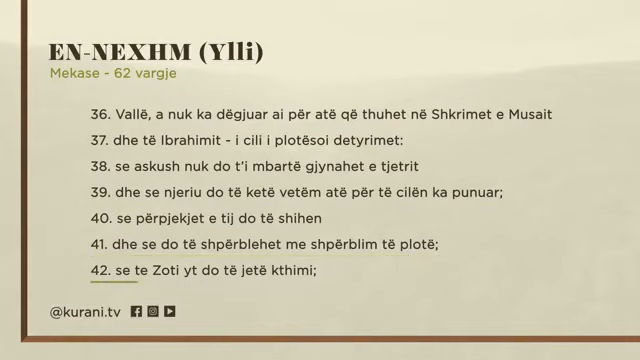 EN-NEXHM (Ylli)
Mekase - 62 vargje
36. Vallë, a nuk ka dëgjuar ai për atë që thuhet në Shkrimet e Musait
37. dhe të Ibrahimit - i cili i plotësoi detyrimet:
38. se askush nuk do t'i mbartë gjynahet e tjetrit
39. dhe se njeriu do të ketë vetëm atë për të cilën ka punuar;
40. se përpjekjet e tij do të shihen
41. dhe se do të shpërblehet me shpërblim të plotë;
42. se te Zoti yt do të jetë kthimi;
@kurani.tv